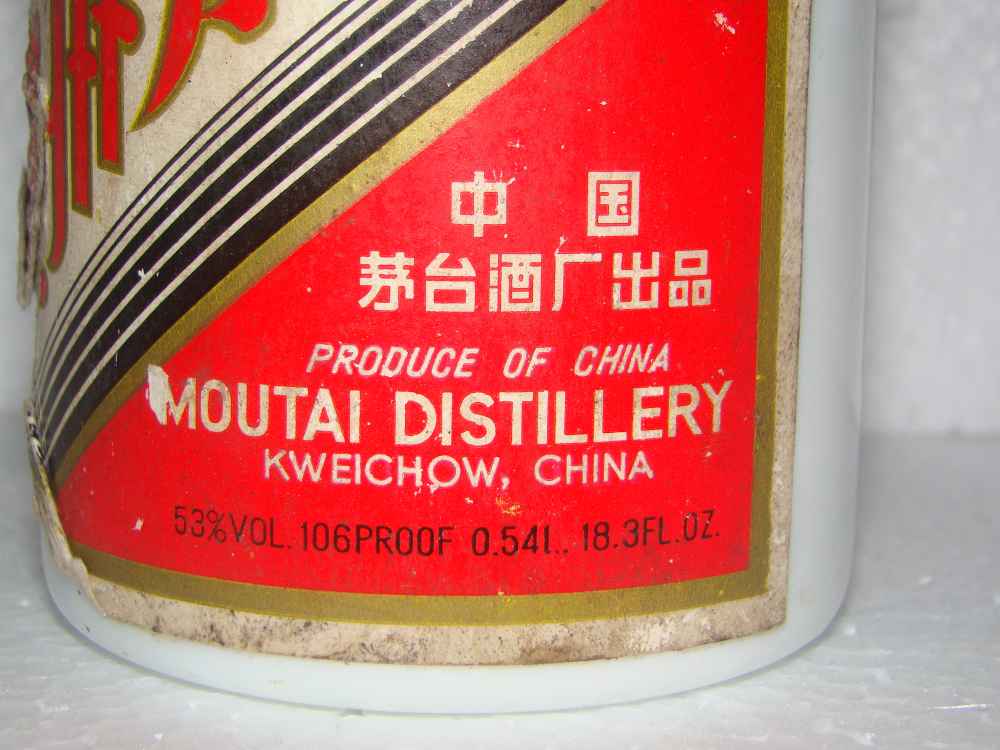 中国
茅台酒厂出品
PRODUCE OF CHINA
MOUTAI DISTILLERY
KWEICHOW, CHINA
53%VOL. 106PROOF 0.54l.. 18.3FL.OZ.